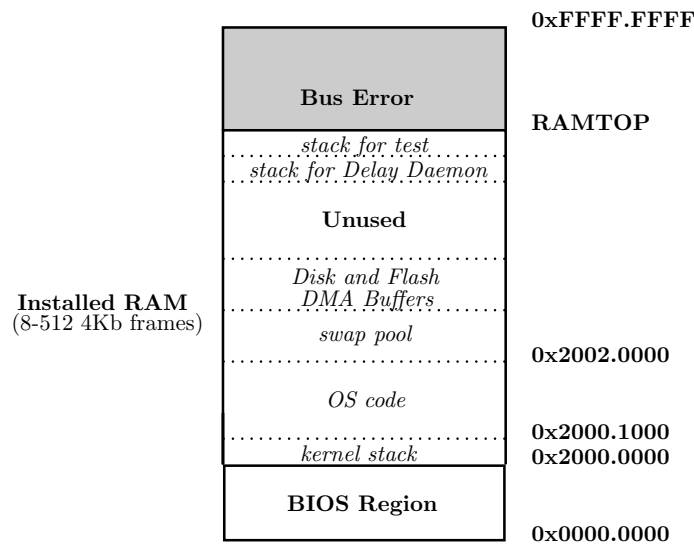 0xFFFF.FFFF
Bus Error
RAMTOP
stack for test
stack for Delay Daemon
Unused
Disk and Flash
DMA Buffers
Installed RAM
(8-512 4Kb frames)
swap pool
0x2002.0000
OS code
0x2000.1000
kernel stack
0x2000.0000
BIOS Region
0x0000.0000